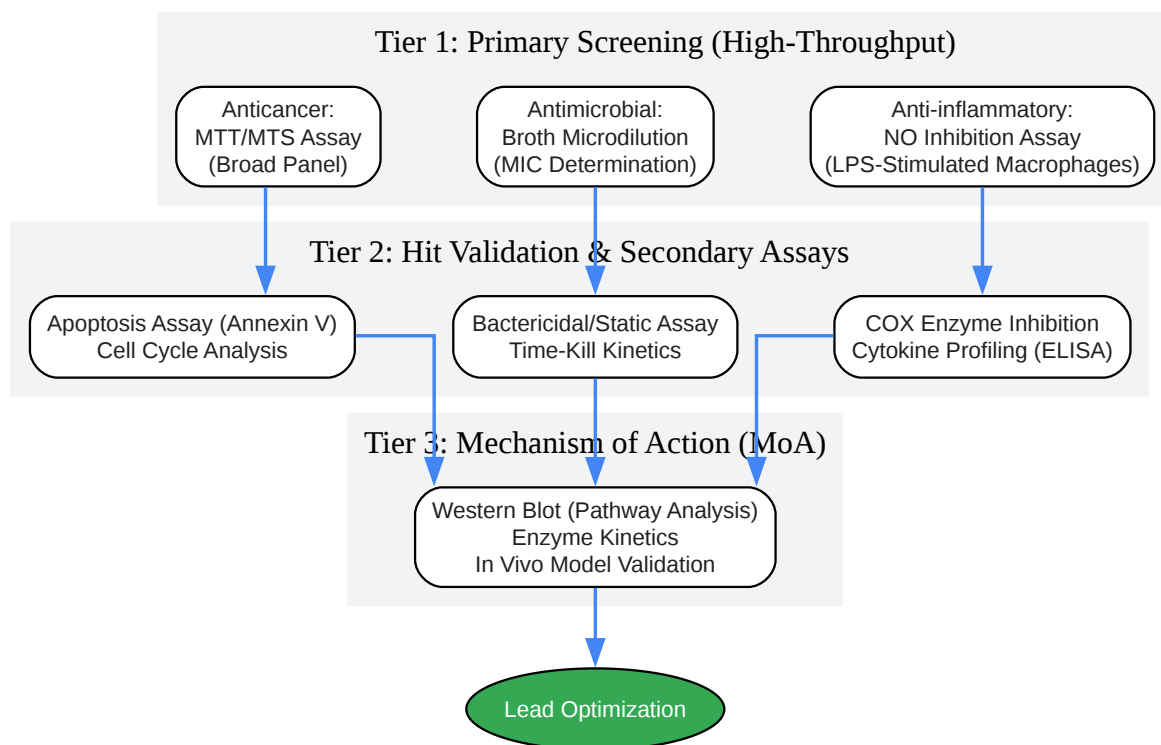 Tier 1: Primary Screening (High-Throughput)
Anticancer:
MTT/MTS Assay
(Broad Panel)
Antimicrobial:
Broth Microdilution
(MIC Determination)
Anti-inflammatory:
NO Inhibition Assay
(LPS-Stimulated Macrophages)
Tier 2: Hit Validation & Secondary Assays
Apoptosis Assay (Annexin V)
Cell Cycle Analysis
Bactericidal/Static Assay
Time-Kill Kinetics
COX Enzyme Inhibition
Cytokine Profiling (ELISA)
Tier 3: Mechanism of Action (MoA)
Western Blot (Pathway Analysis)
Enzyme Kinetics
In Vivo Model Validation
Lead Optimization